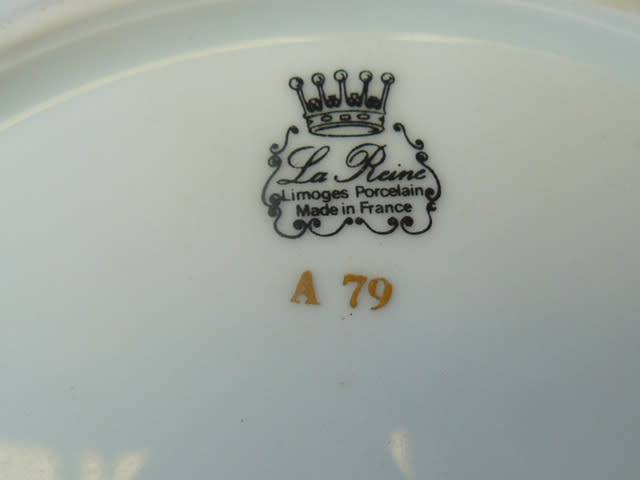 La Reine
Limoges Porcelain
Made in France
A 79